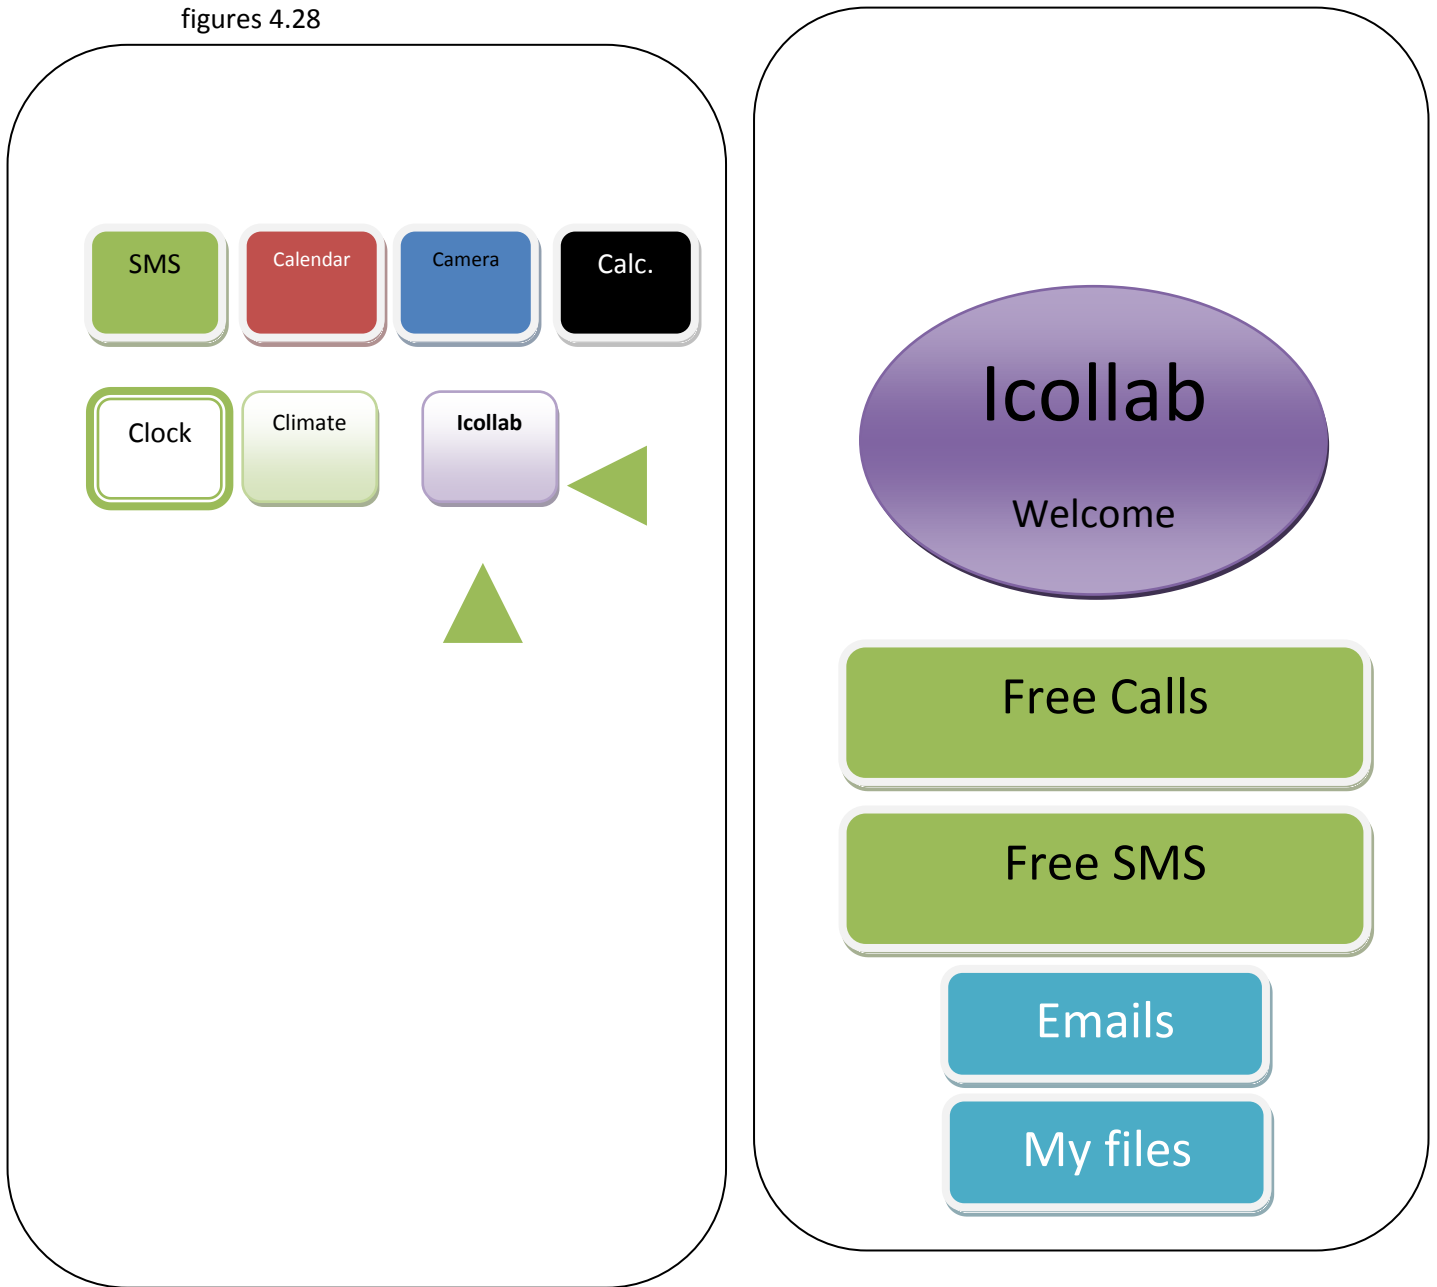 figures 4.28
SMS
Calendar
Camera
Calc.
Clock
Climate
Icollab
Icollab
Welcome
Free Calls
Free SMS
Emails
My files